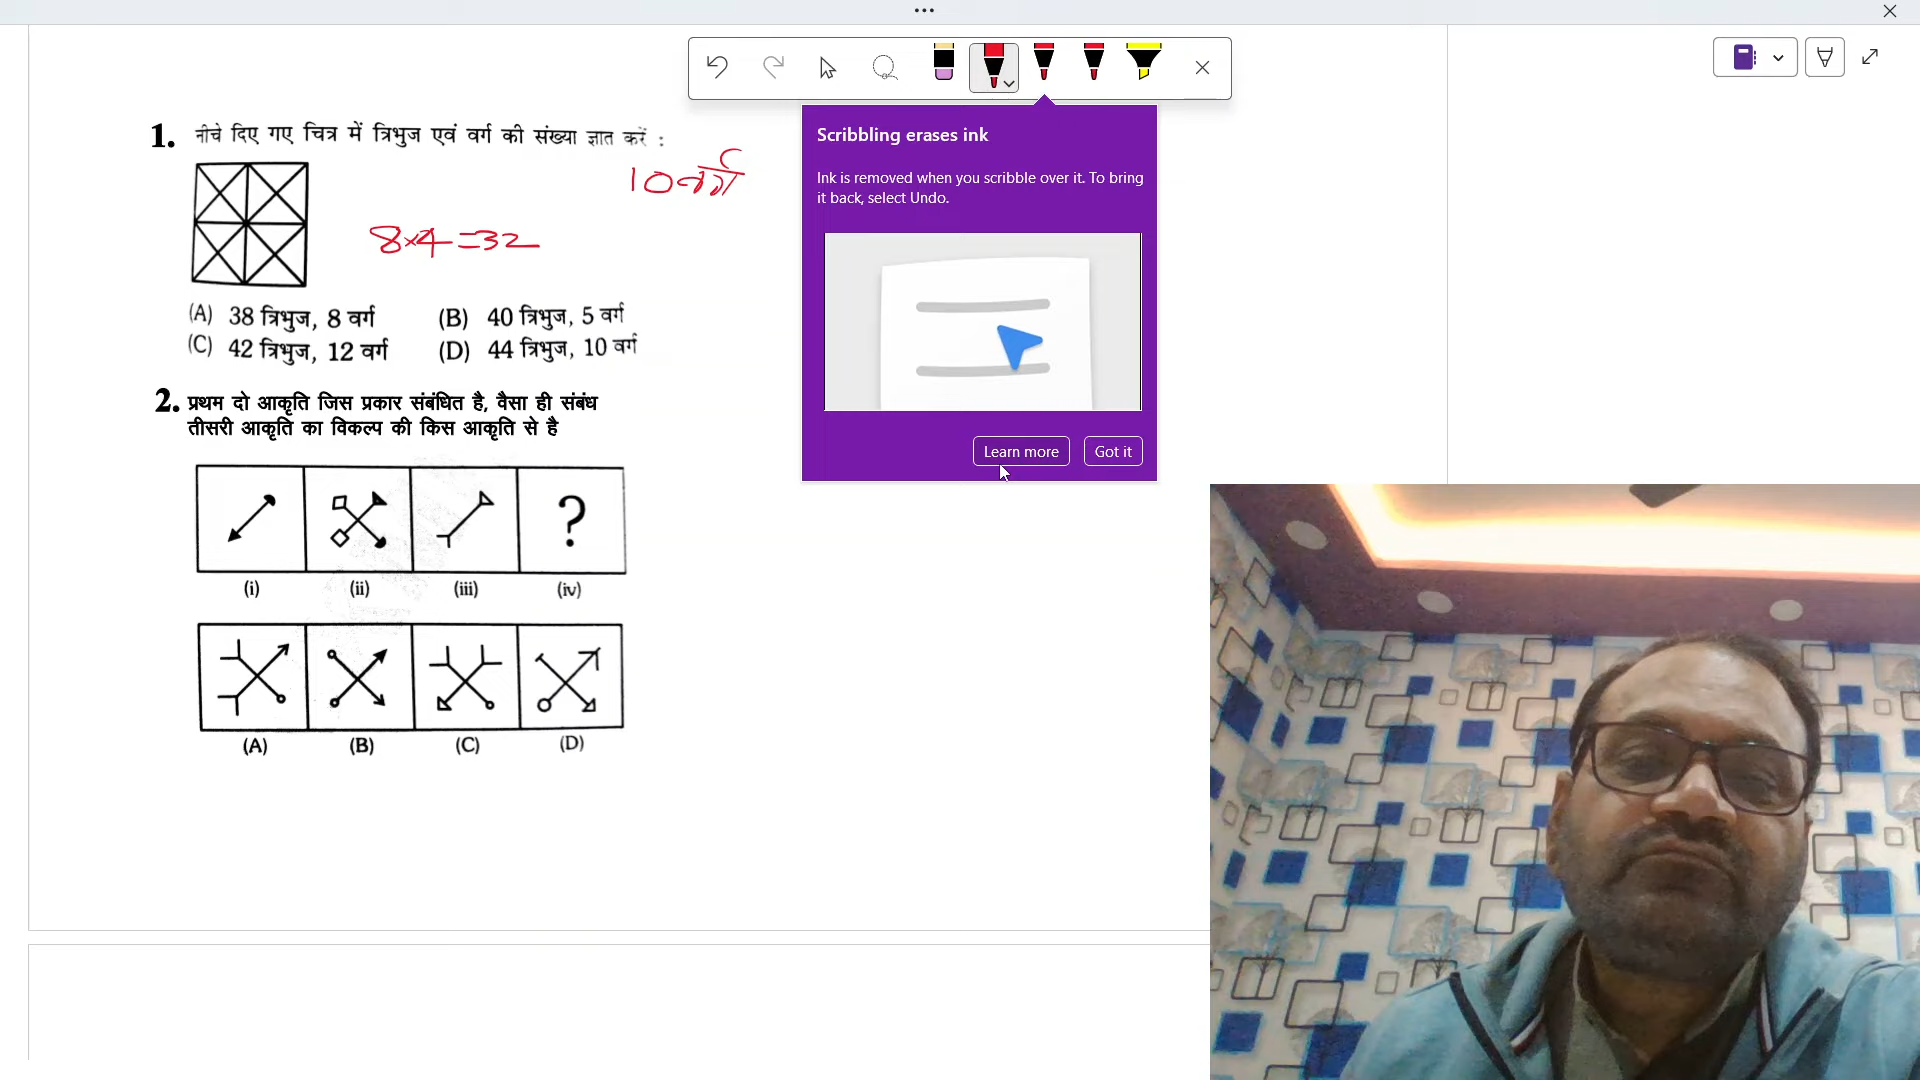 1. नीचे दिए गए चित्र में त्रिभुज एवं वर्ग की संख्या ज्ञात करें :
10 वर्ग
8×4=32
(A) 38 त्रिभुज, 8 वर्ग (B) 40 त्रिभुज, 5 वर्ग
(C) 42 त्रिभुज, 12 वर्ग (D) 44 त्रिभुज, 10 वर्ग
2. प्रथम दो आकृति जिस प्रकार संबंधित है, वैसा ही संबंध
तीसरी आकृति का विकल्प की किस आकृति से है
?
(i) (ii) (iii) (iv)
(A) (B) (C) (D)
Scribbling erases ink
Ink is removed when you scribble over it. To bring
it back, select Undo.
Learn more Got it